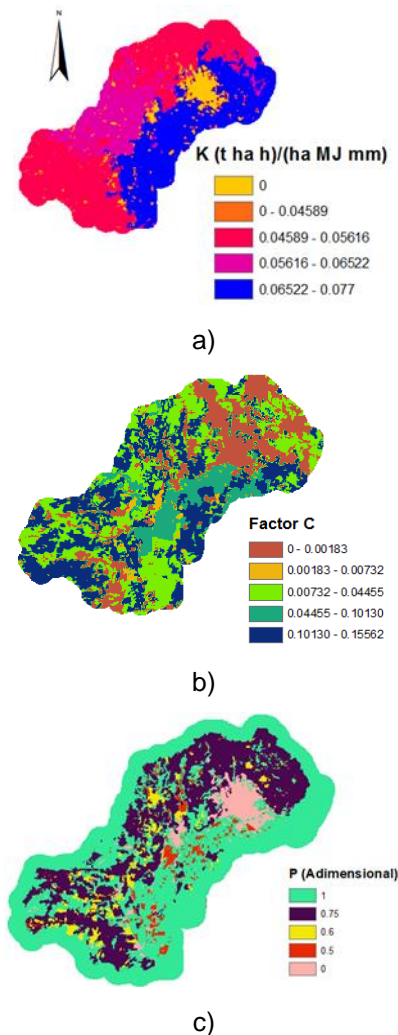 N
K (t ha h)/(ha MJ mm)
0
0 - 0.04589
0.04589 - 0.05616
0.05616 - 0.06522
0.06522 - 0.077
a)
Factor C
0 - 0.00183
0.00183 - 0.00732
0.00732 - 0.04455
0.04455 - 0.10130
0.10130 - 0.15562
b)
P (Adimensional)
1
0.75
0.6
0.5
0
c)